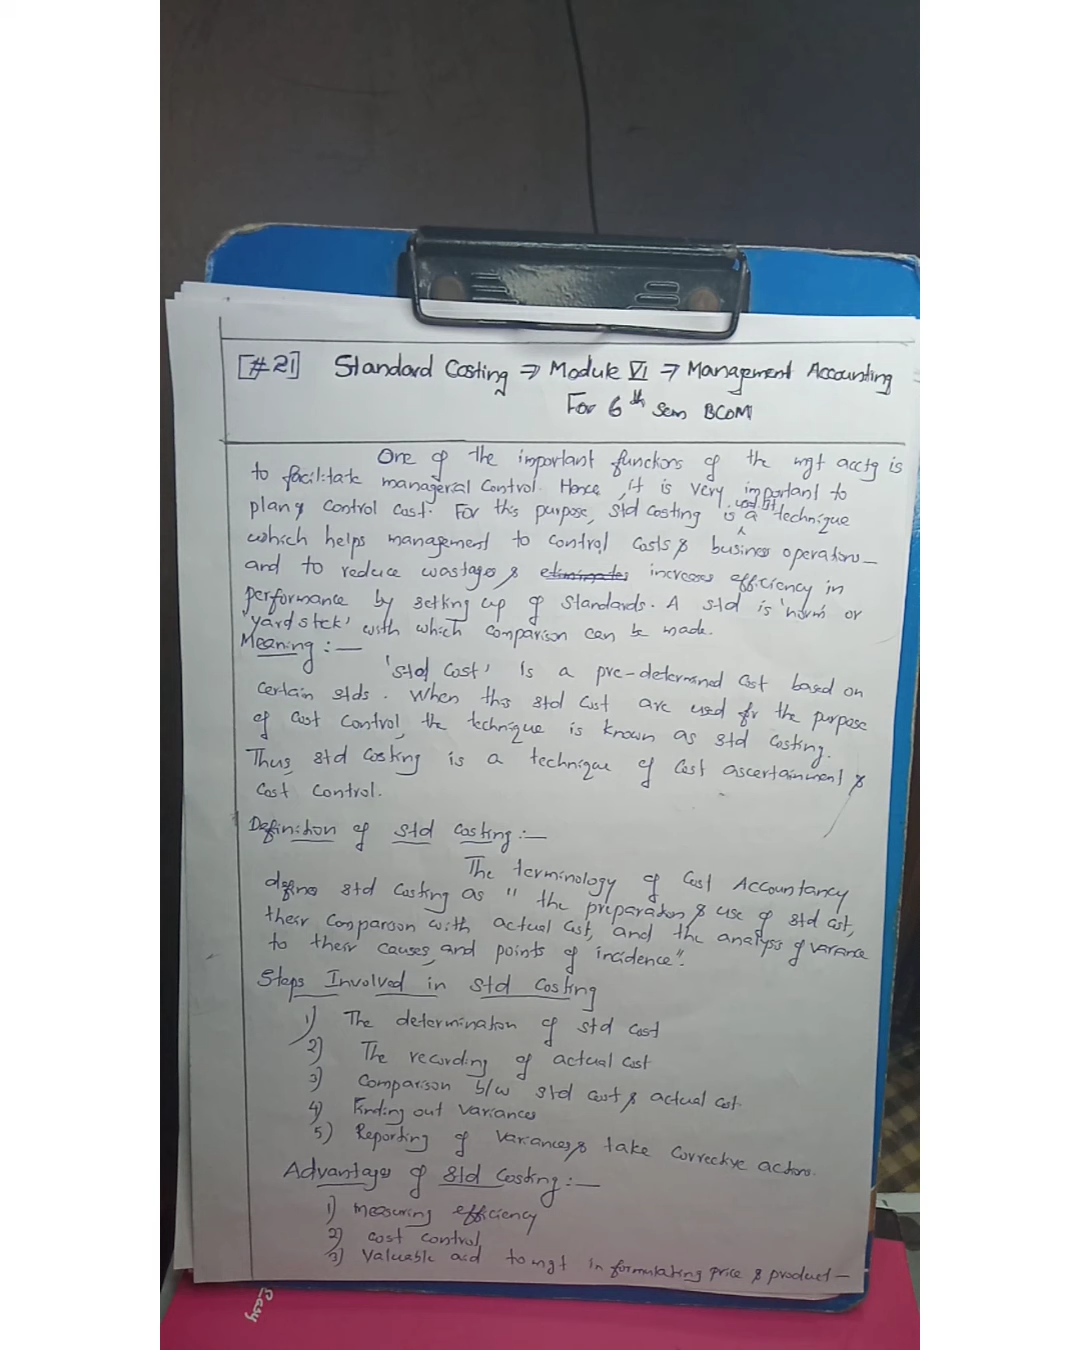 [#21] Standard Costing ⇒ Module VI ⇒ Management Accounting
For 6th Sem BCOM
One of the important functions of the mgt acctg is
to facilitate managerial Control. Hence, it is very important to
plan & Control Cost. For this purpose, std costing is a technique
which helps management to control costs & business operations
and to reduce wastages & eliminates increases efficiency in
performance by setting up of standards. A std is 'norm' or
'yard stick' with which comparison can be made.
Meaning :-
'std cost' is a pre-determined cost based on
certain stds. When the std cost are used for the purpose
of cost control, the technique is known as std costing.
Thus, std costing is a technique of cost ascertainment &
cost control.
Definition of std costing :-
The terminology of Cost Accountancy
defines std costing as " the preparation & use of std cost,
their comparison with actual cost, and the analysis of variance
to their causes, and points of incidence".
Steps Involved in std costing
1) The determination of std cost
2) The recording of actual cost
3) Comparison b/w std cost & actual cost.
4) Finding out variances
5) Reporting of variances & take corrective actions.
Advantages of std costing :-
1) measuring efficiency
2) cost control
3) Valuable aid to mgt in formulating price & product -
Easy